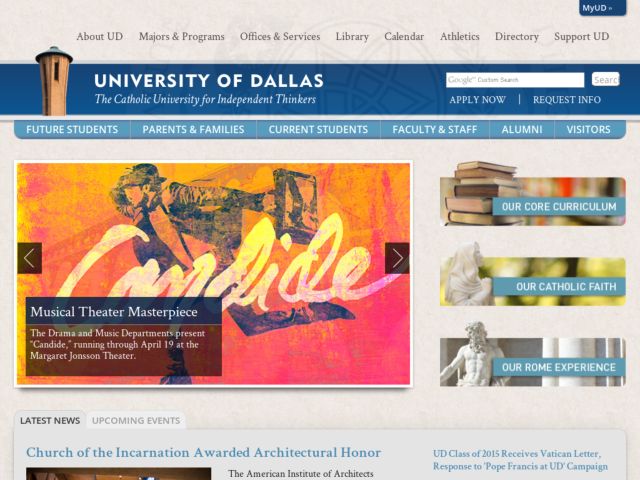 MyUD »
About UD Majors & Programs Offices & Services Library Calendar Athletics Directory Support UD
UNIVERSITY OF DALLAS
The Catholic University for Independent Thinkers
Google™ Custom Search
Search
APPLY NOW | REQUEST INFO
FUTURE STUDENTS PARENTS & FAMILIES CURRENT STUDENTS FACULTY & STAFF ALUMNI VISITORS
Candide
Musical Theater Masterpiece
The Drama and Music Departments present
"Candide," running through April 19 at the
Margaret Jonsson Theater.
OUR CORE CURRICULUM
OUR CATHOLIC FAITH
OUR ROME EXPERIENCE
LATEST NEWS UPCOMING EVENTS
Church of the Incarnation Awarded Architectural Honor
The American Institute of Architects
UD Class of 2015 Receives Vatican Letter,
Response to 'Pope Francis at UD' Campaign